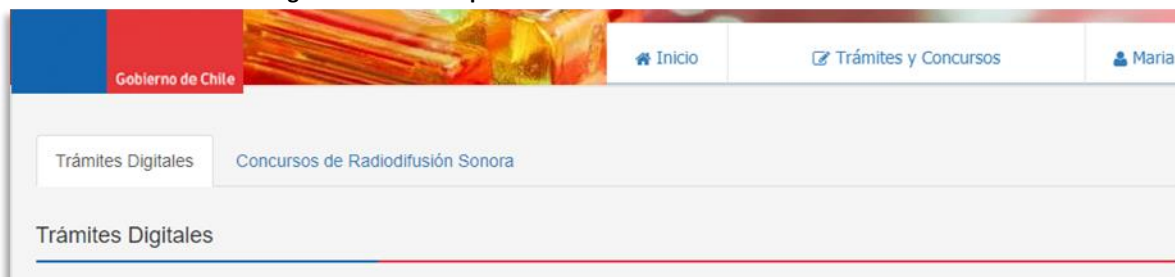 Gobierno de Chile
Inicio
Trámites y Concursos
Maria
Trámites Digitales
Concursos de Radiodifusión Sonora
Trámites Digitales